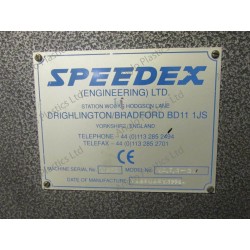 SPEEDEX
(ENGINEERING) LTD.
STATION WORKS HODGSON LANE
DRIGHLINGTON/BRADFORD BD11 1JS
YORKSHIRE/ENGLAND
TELEPHONE - 44 (0)113 285 2494
TELEFAX - 44 (0)113 285 2701
CE
MACHINE SERIAL No
MODEL No
DATE OF MANUFACTURE